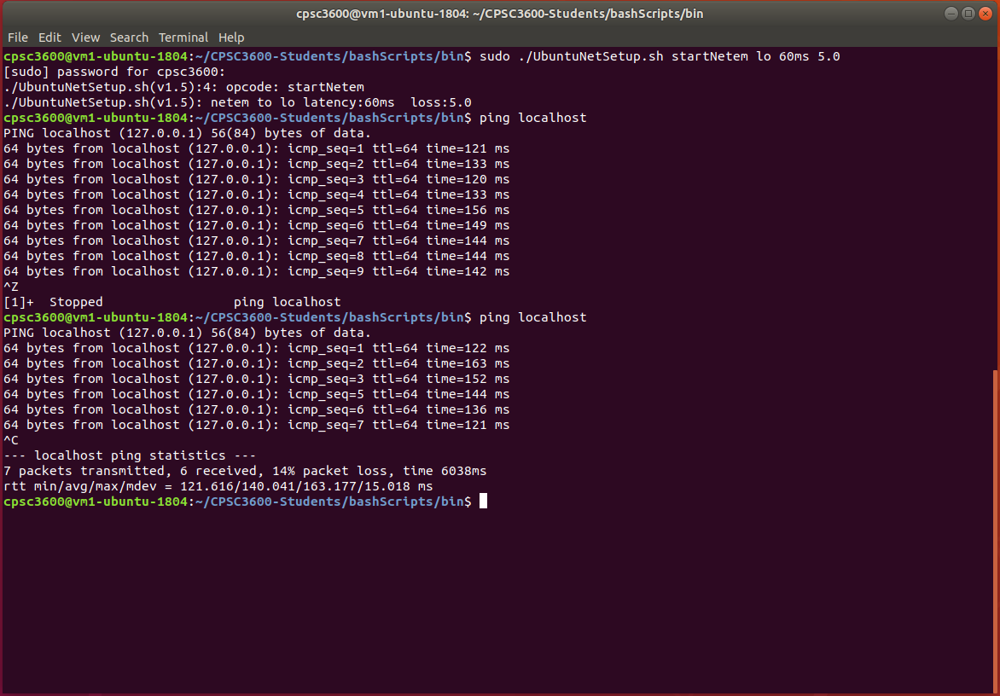 cpsc3600@vm1-ubuntu-1804: ~/CPSC3600-Students/bashScripts/bin
File Edit View Search Terminal Help
cpsc3600@vm1-ubuntu-1804:~/CPSC3600-Students/bashScripts/bin$ sudo ./UbuntuNetSetup.sh startNetem lo 60ms 5.0
[sudo] password for cpsc3600:
./UbuntuNetSetup.sh(v1.5):4: opcode: startNetem
./UbuntuNetSetup.sh(v1.5): netem to lo latency:60ms  loss:5.0
cpsc3600@vm1-ubuntu-1804:~/CPSC3600-Students/bashScripts/bin$ ping localhost
PING localhost (127.0.0.1) 56(84) bytes of data.
64 bytes from localhost (127.0.0.1): icmp_seq=1 ttl=64 time=121 ms
64 bytes from localhost (127.0.0.1): icmp_seq=2 ttl=64 time=133 ms
64 bytes from localhost (127.0.0.1): icmp_seq=3 ttl=64 time=120 ms
64 bytes from localhost (127.0.0.1): icmp_seq=4 ttl=64 time=133 ms
64 bytes from localhost (127.0.0.1): icmp_seq=5 ttl=64 time=156 ms
64 bytes from localhost (127.0.0.1): icmp_seq=6 ttl=64 time=149 ms
64 bytes from localhost (127.0.0.1): icmp_seq=7 ttl=64 time=144 ms
64 bytes from localhost (127.0.0.1): icmp_seq=8 ttl=64 time=144 ms
64 bytes from localhost (127.0.0.1): icmp_seq=9 ttl=64 time=142 ms
^Z
[1]+  Stopped                 ping localhost
cpsc3600@vm1-ubuntu-1804:~/CPSC3600-Students/bashScripts/bin$ ping localhost
PING localhost (127.0.0.1) 56(84) bytes of data.
64 bytes from localhost (127.0.0.1): icmp_seq=1 ttl=64 time=122 ms
64 bytes from localhost (127.0.0.1): icmp_seq=2 ttl=64 time=163 ms
64 bytes from localhost (127.0.0.1): icmp_seq=3 ttl=64 time=152 ms
64 bytes from localhost (127.0.0.1): icmp_seq=5 ttl=64 time=144 ms
64 bytes from localhost (127.0.0.1): icmp_seq=6 ttl=64 time=136 ms
64 bytes from localhost (127.0.0.1): icmp_seq=7 ttl=64 time=121 ms
^C
--- localhost ping statistics ---
7 packets transmitted, 6 received, 14% packet loss, time 6038ms
rtt min/avg/max/mdev = 121.616/140.041/163.177/15.018 ms
cpsc3600@vm1-ubuntu-1804:~/CPSC3600-Students/bashScripts/bin$